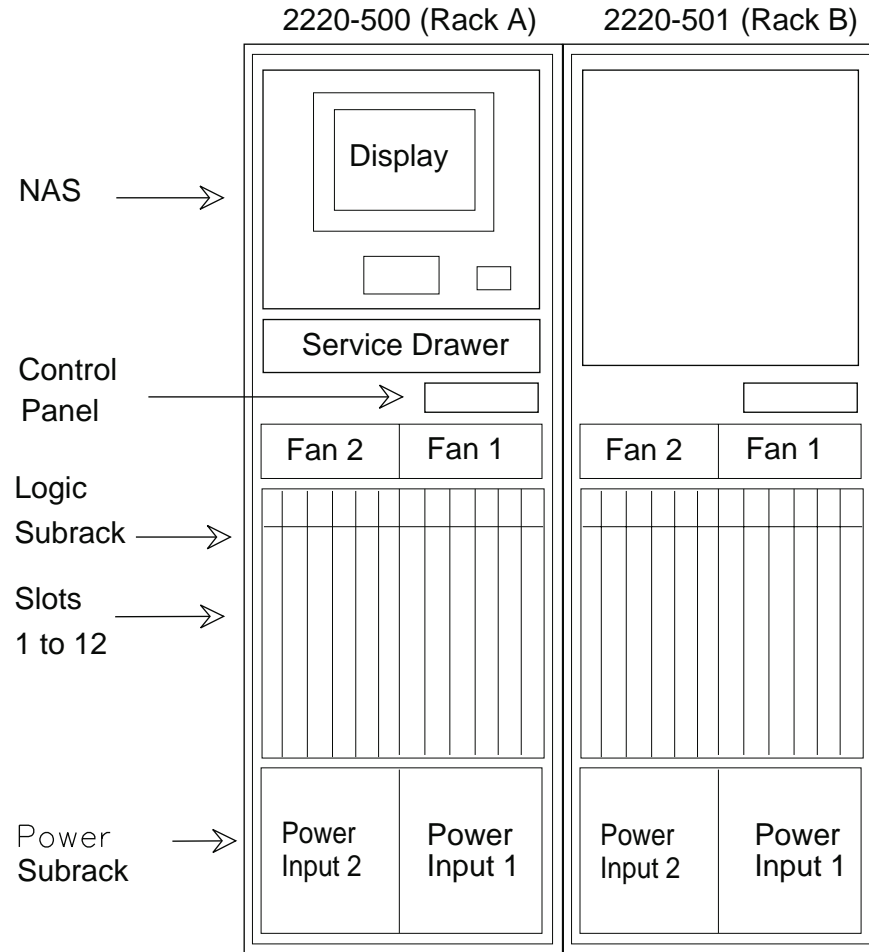 2220-500 (Rack A) 2220-501 (Rack B)
Display
NAS
Service Drawer
Control
Panel
Fan 2 Fan 1 Fan 2 Fan 1
Logic
Subrack
Slots
1 to 12
Power
Subrack
Power
Input 2
Power
Input 1
Power
Input 2
Power
Input 1